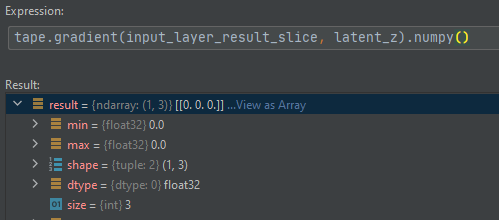 Expression:
tape.gradient(input_layer_result_slice, latent_z).numpy()
Result:
result = {ndarray: (1, 3)} [[0. 0. 0.]] ...View as Array
min = {float32} 0.0
max = {float32} 0.0
shape = {tuple: 2} (1, 3)
dtype = {dtype: 0} float32
size = {int} 3